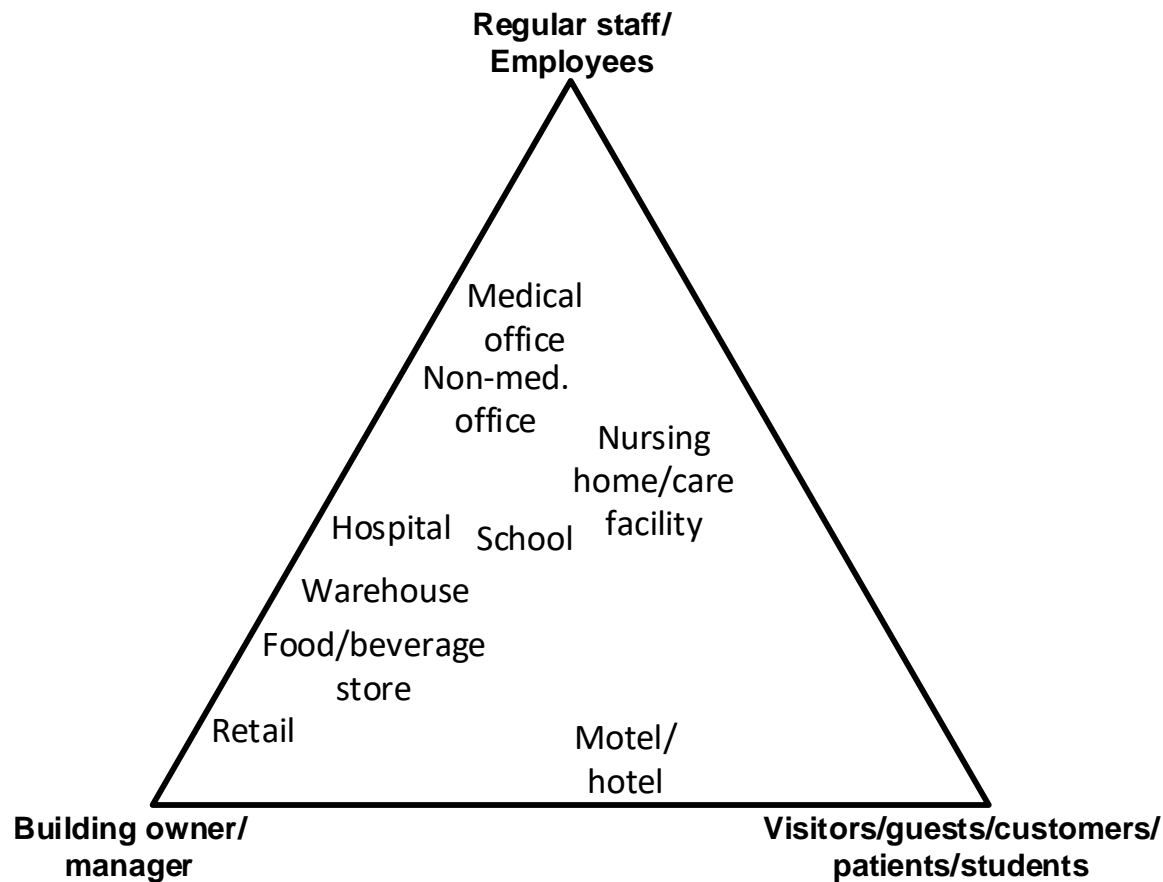 Regular staff/
Employees
Medical
office
Non-med.
office
Nursing
home/care
facility
Hospital
School
Warehouse
Food/beverage
store
Retail
Motel/
hotel
Building owner/
manager
Visitors/guests/customers/
patients/students